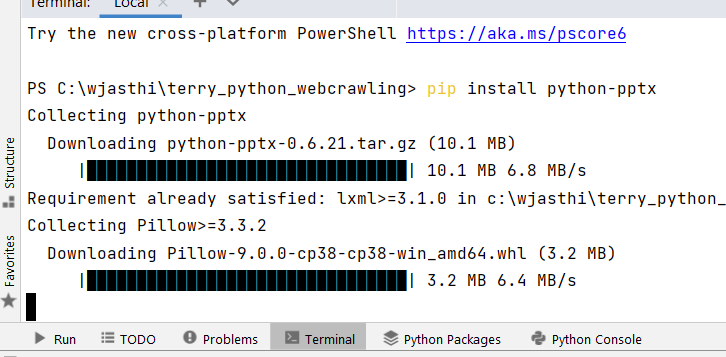 Terminal: Local
Try the new cross-platform PowerShell https://aka.ms/pscore6
PS C:\wjasthi\terry_python_webcrawling> pip install python-pptx
Collecting python-pptx
Downloading python-pptx-0.6.21.tar.gz (10.1 MB)
|████████████████████████████████| 10.1 MB 6.8 MB/s
Requirement already satisfied: lxml>=3.1.0 in c:\wjasthi\terry_python_
Collecting Pillow>=3.3.2
Downloading Pillow-9.0.0-cp38-cp38-win_amd64.whl (3.2 MB)
|████████████████████████████████| 3.2 MB 6.4 MB/s
Structure
Favorites
Run TODO Problems Terminal Python Packages Python Console